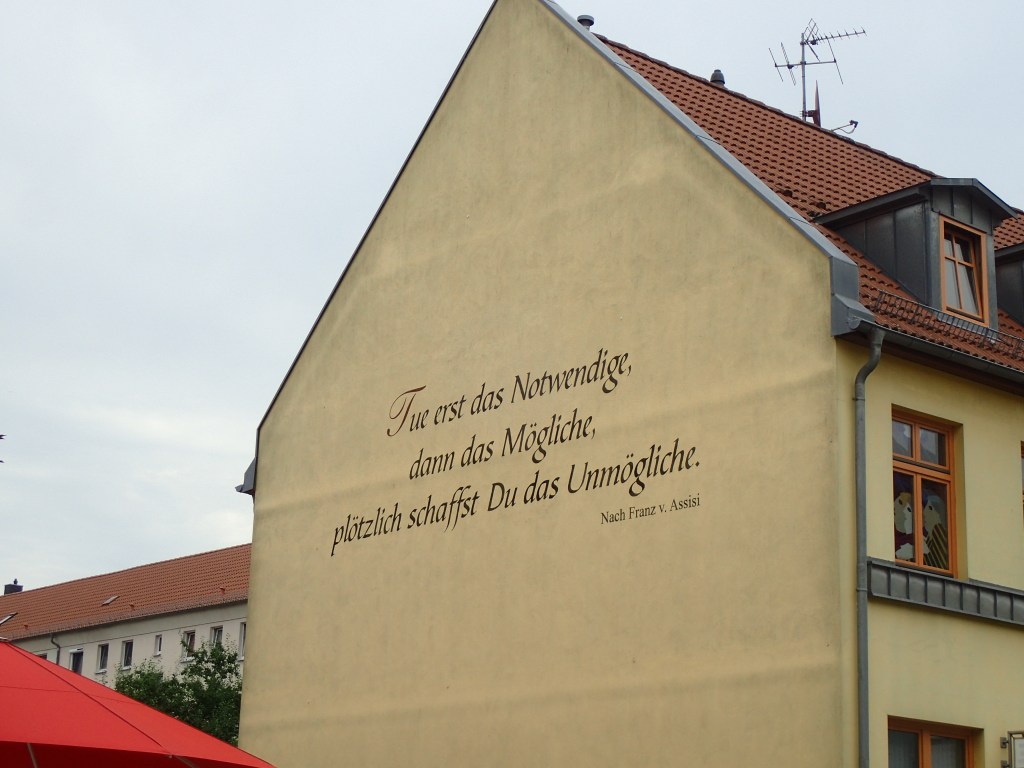 Tue erst das Notwendige,
dann das Mögliche,
plötzlich schaffst Du das Unmögliche.
Nach Franz v. Assisi